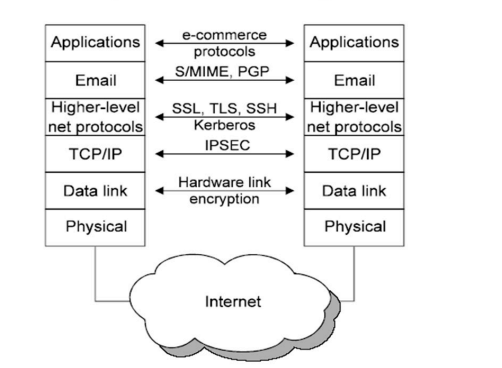 Applications
e-commerce
protocols
Applications
Email
S/MIME, PGP
Email
Higher-level
net protocols
SSL, TLS, SSH
Kerberos
Higher-level
net protocols
TCP/IP
IPSEC
TCP/IP
Data link
Hardware link
encryption
Data link
Physical
Physical
Internet